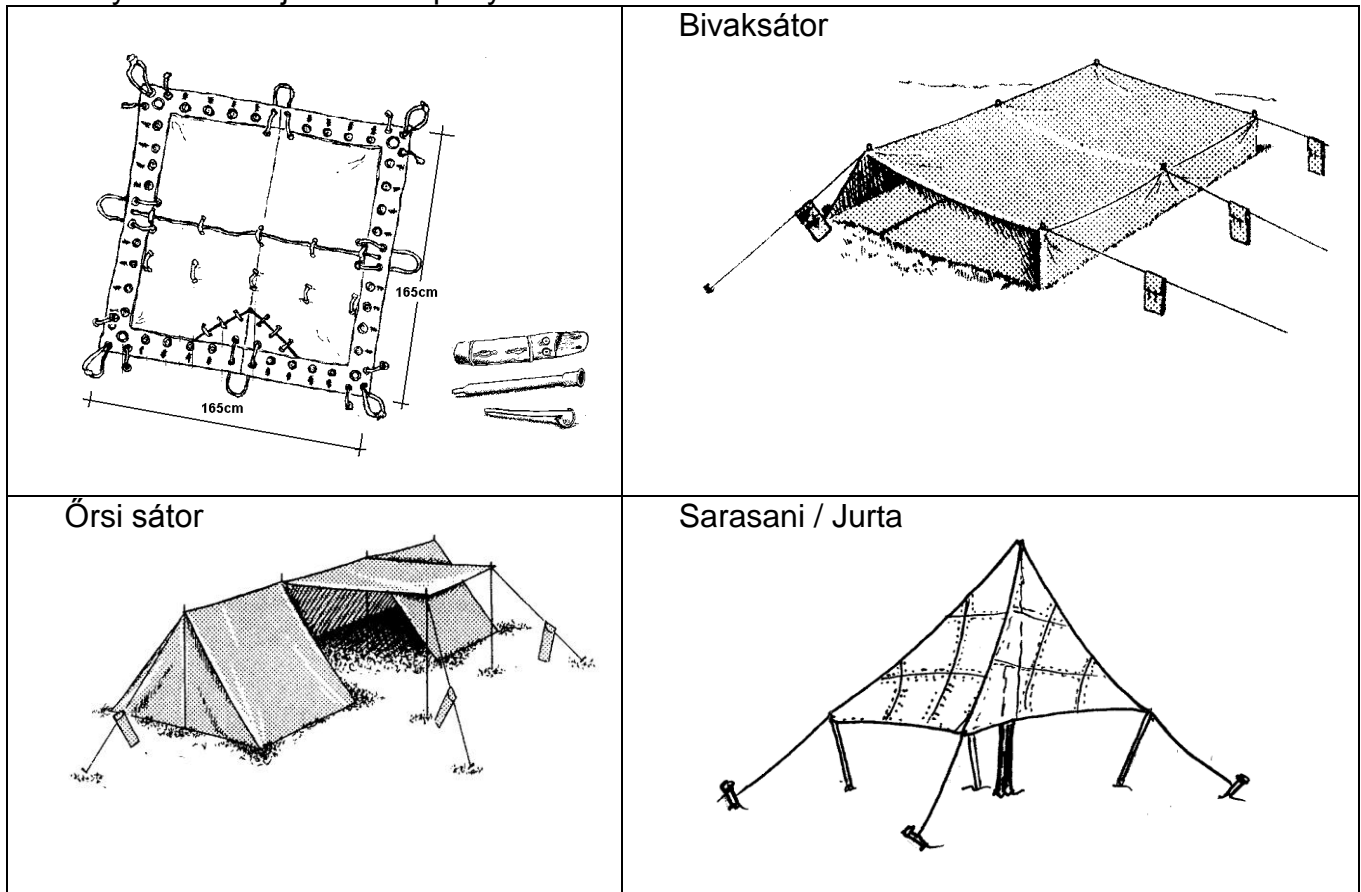 Bivaksátor
165cm
165cm
Őrsi sátor
Sarasani / Jurta